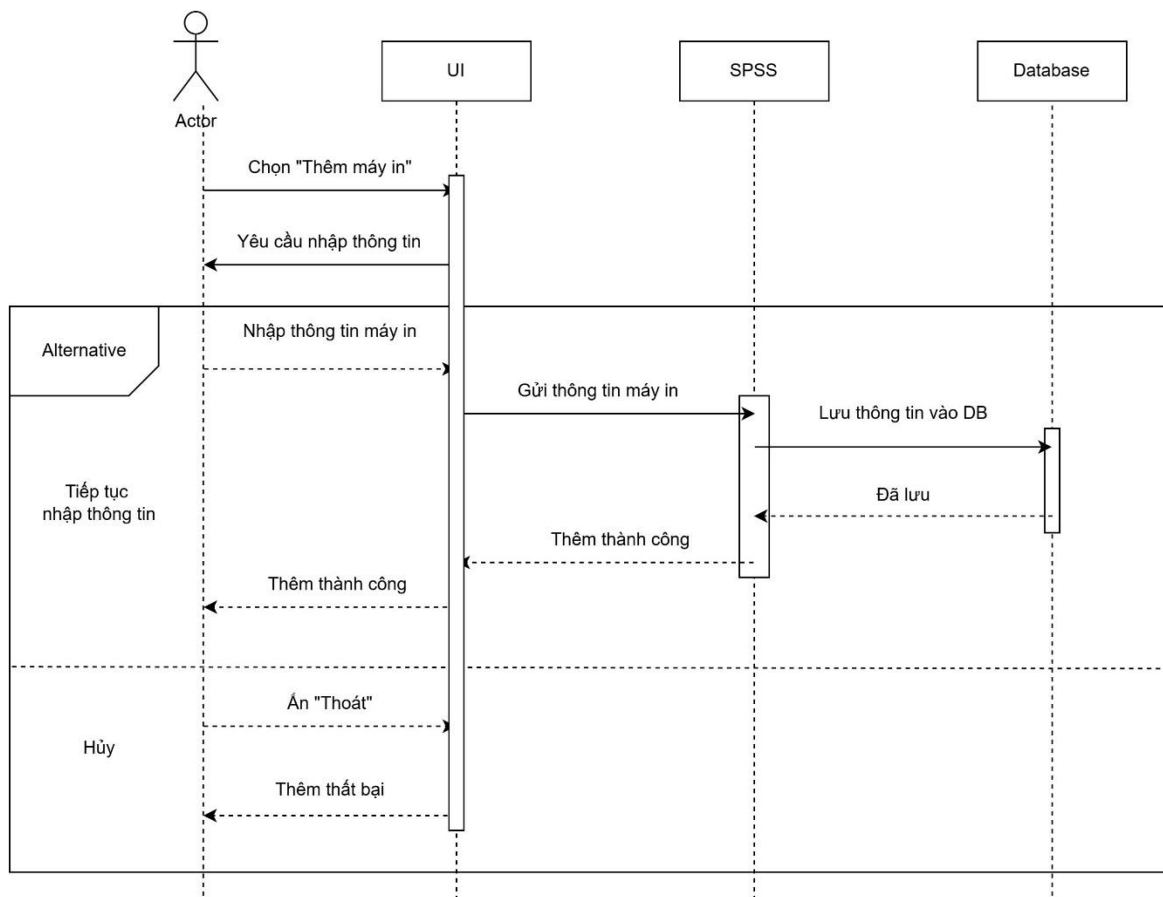 UI
SPSS
Database
Actor
Chọn "Thêm máy in"
Yêu cầu nhập thông tin
Alternative
Nhập thông tin máy in
Gửi thông tin máy in
Lưu thông tin vào DB
Tiếp tục
nhập thông tin
Đã lưu
Thêm thành công
Thêm thành công
Ấn "Thoát"
Hủy
Thêm thất bại